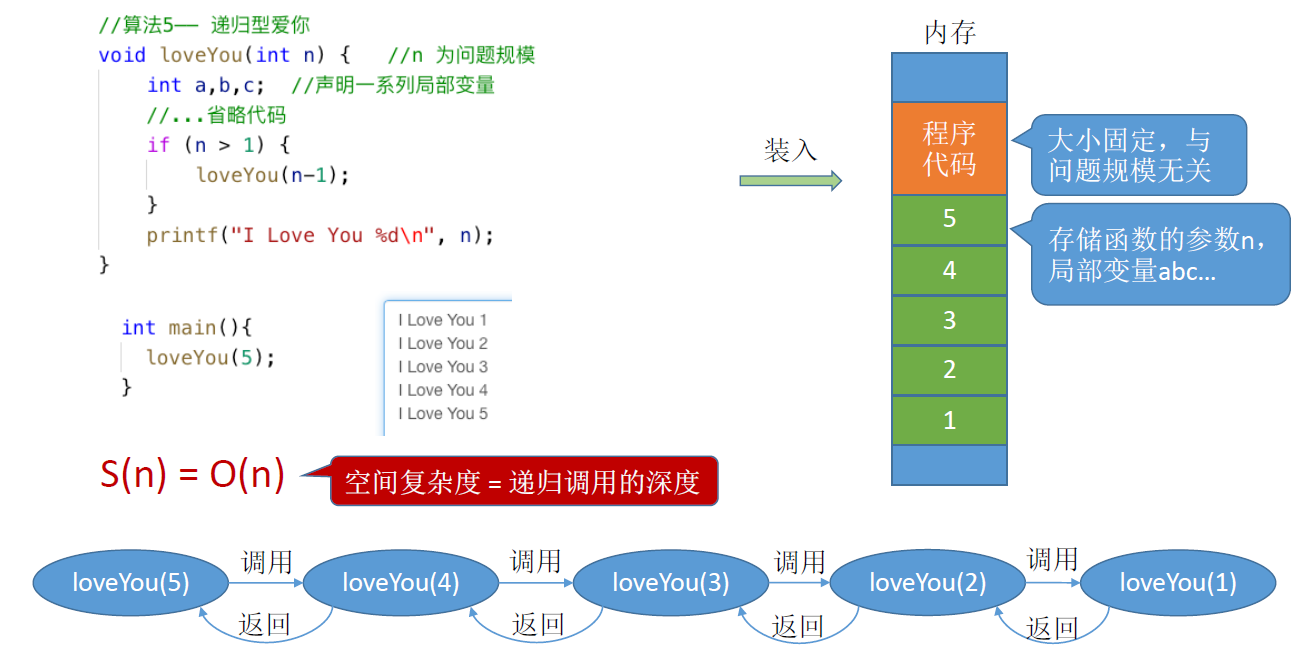 //算法5—— 递归型爱你
void loveYou(int n) {   //n 为问题规模
    int a,b,c;  //声明一系列局部变量
    //...省略代码
    if (n > 1) {
        loveYou(n-1);
    }
    printf("I Love You %d\n", n);
}
int main(){
  loveYou(5);
}
I Love You 1
I Love You 2
I Love You 3
I Love You 4
I Love You 5
装入
内存
程序
代码
5
4
3
2
1
大小固定，与
问题规模无关
存储函数的参数n，
局部变量abc...
S(n) = O(n)
空间复杂度 = 递归调用的深度
loveYou(5)
调用
返回
loveYou(4)
调用
返回
loveYou(3)
调用
返回
loveYou(2)
调用
返回
loveYou(1)